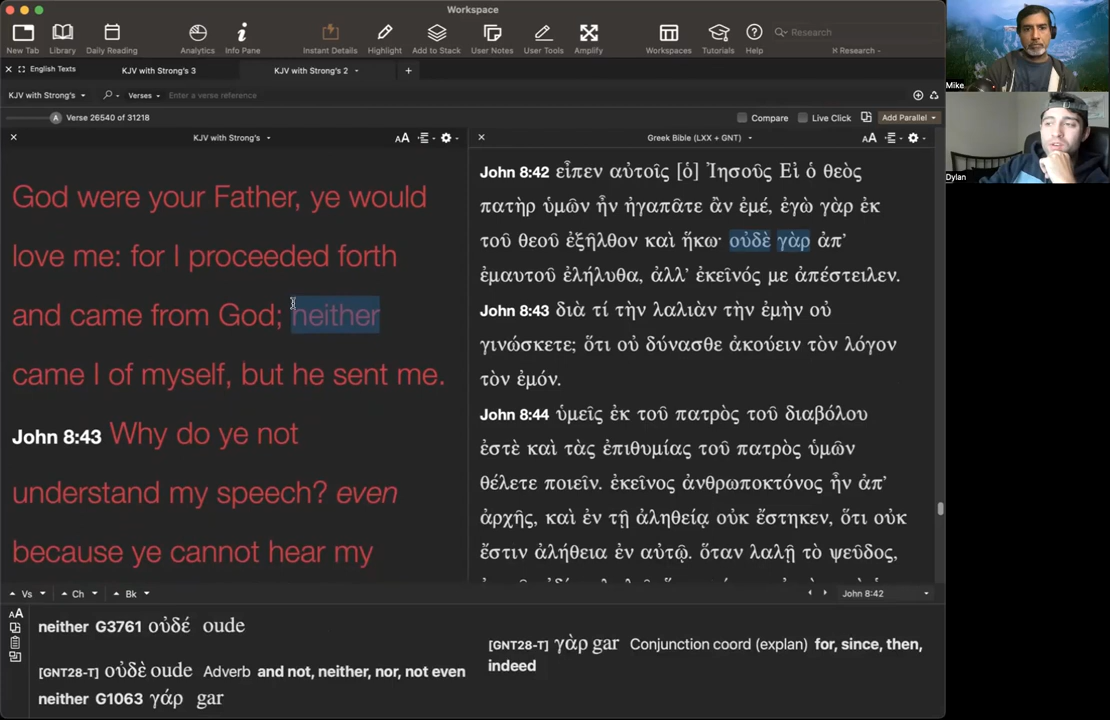 Workspace
New Tab
Library
Daily Reading
Analytics
Info Pane
Instant Details
Highlight
Add to Stack
User Notes
User Tools
Amplify
Workspaces
Tutorials
Help
Research
⌘ Research
English Texts
KJV with Strong's 3
KJV with Strong's 2
KJV with Strong's
Verses
Enter a verse reference
Verse 26540 of 31218
Compare
Live Click
Add Parallel
KJV with Strong's
God were your Father, ye would
love me: for I proceeded forth
and came from God; neither
came I of myself, but he sent me.
John 8:43 Why do ye not
understand my speech? even
because ye cannot hear my
Greek Bible (LXX + GNT)
John 8:42 εἶπεν αὐτοῖς [ὁ] Ἰησοῦς Εἰ ὁ θεὸς
πατὴρ ὑμῶν ἦν ἠγαπᾶτε ἂν ἐμέ, ἐγὼ γὰρ ἐκ
τοῦ θεοῦ ἐξῆλθον καὶ ἥκω· οὐδὲ γὰρ ἀπ’
ἐμαυτοῦ ἐλήλυθα, ἀλλ’ ἐκεῖνός με ἀπέστειλεν.
John 8:43 διὰ τί τὴν λαλιὰν τὴν ἐμὴν οὐ
γινώσκετε; ὅτι οὐ δύνασθε ἀκούειν τὸν λόγον
τὸν ἐμόν.
John 8:44 ὑμεῖς ἐκ τοῦ πατρὸς τοῦ διαβόλου
ἐστὲ καὶ τὰς ἐπιθυμίας τοῦ πατρὸς ὑμῶν
θέλετε ποιεῖν. ἐκεῖνος ἀνθρωποκτόνος ἦν ἀπ’
ἀρχῆς, καὶ ἐν τῇ ἀληθείᾳ οὐκ ἔστηκεν, ὅτι οὐκ
ἔστιν ἀλήθεια ἐν αὐτῷ. ὅταν λαλῇ τὸ ψεῦδος,
Vs
Ch
Bk
John 8:42
neither G3761 οὐδέ oude
[GNT28-T] οὐδὲ oude Adverb and not, neither, nor, not even
neither G1063 γάρ gar
[GNT28-T] γὰρ gar Conjunction coord (explan) for, since, then,
indeed
Mike
Dylan